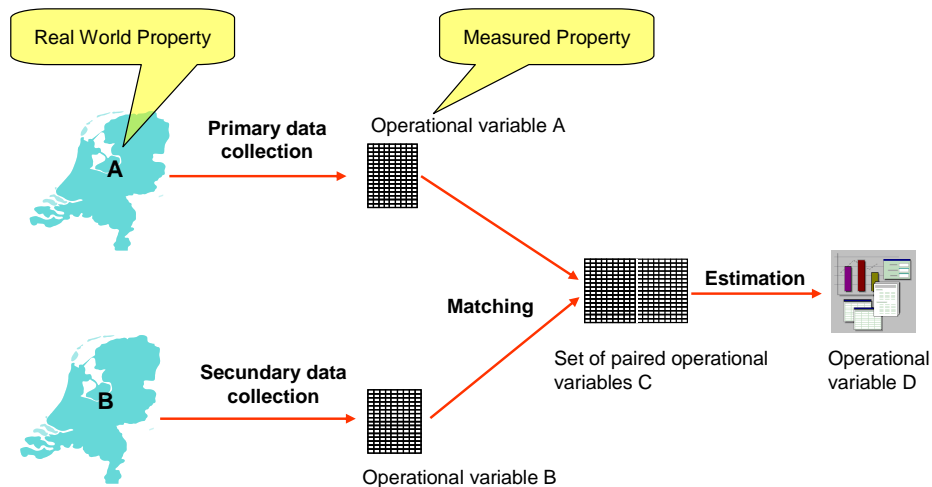 Real World Property
Measured Property
Operational variable A
Primary data
collection
A
Matching
Estimation
Set of paired operational
variables C
Operational
variable D
Secundary data
collection
B
Operational variable B